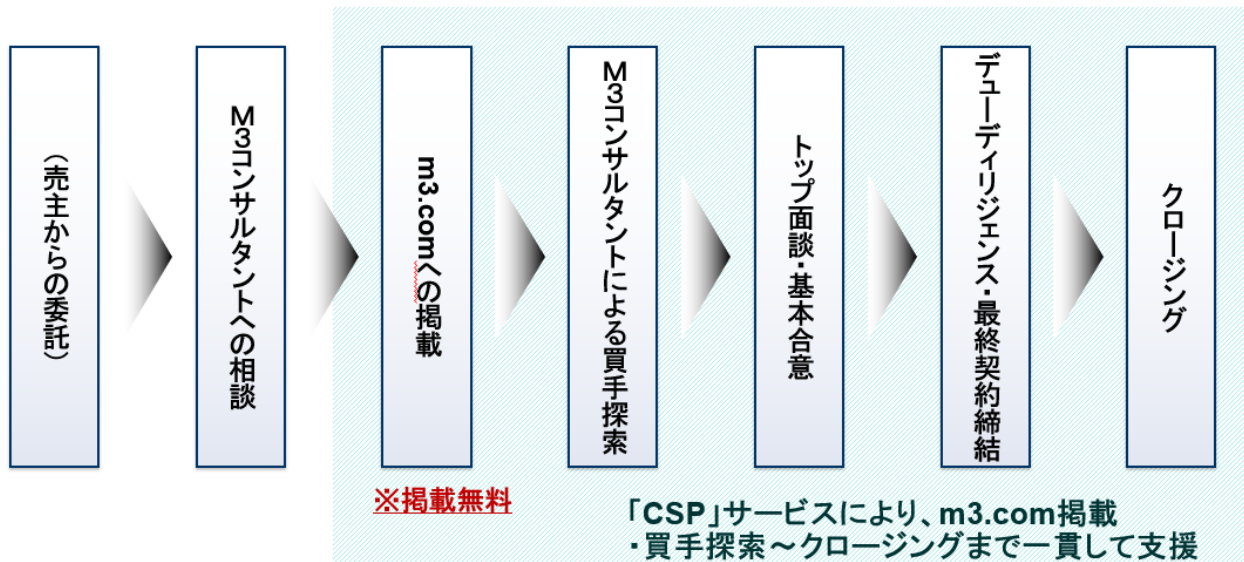 （売主からの委託）
Ｍ３コンサルタントへの相談
m3.comへの掲載
Ｍ３コンサルタントによる買手探索
トップ面談・基本合意
デューディリジェンス・最終契約締結
クロージング
※掲載無料
「CSP」サービスにより、m3.com掲載
・買手探索～クロージングまで一貫して支援